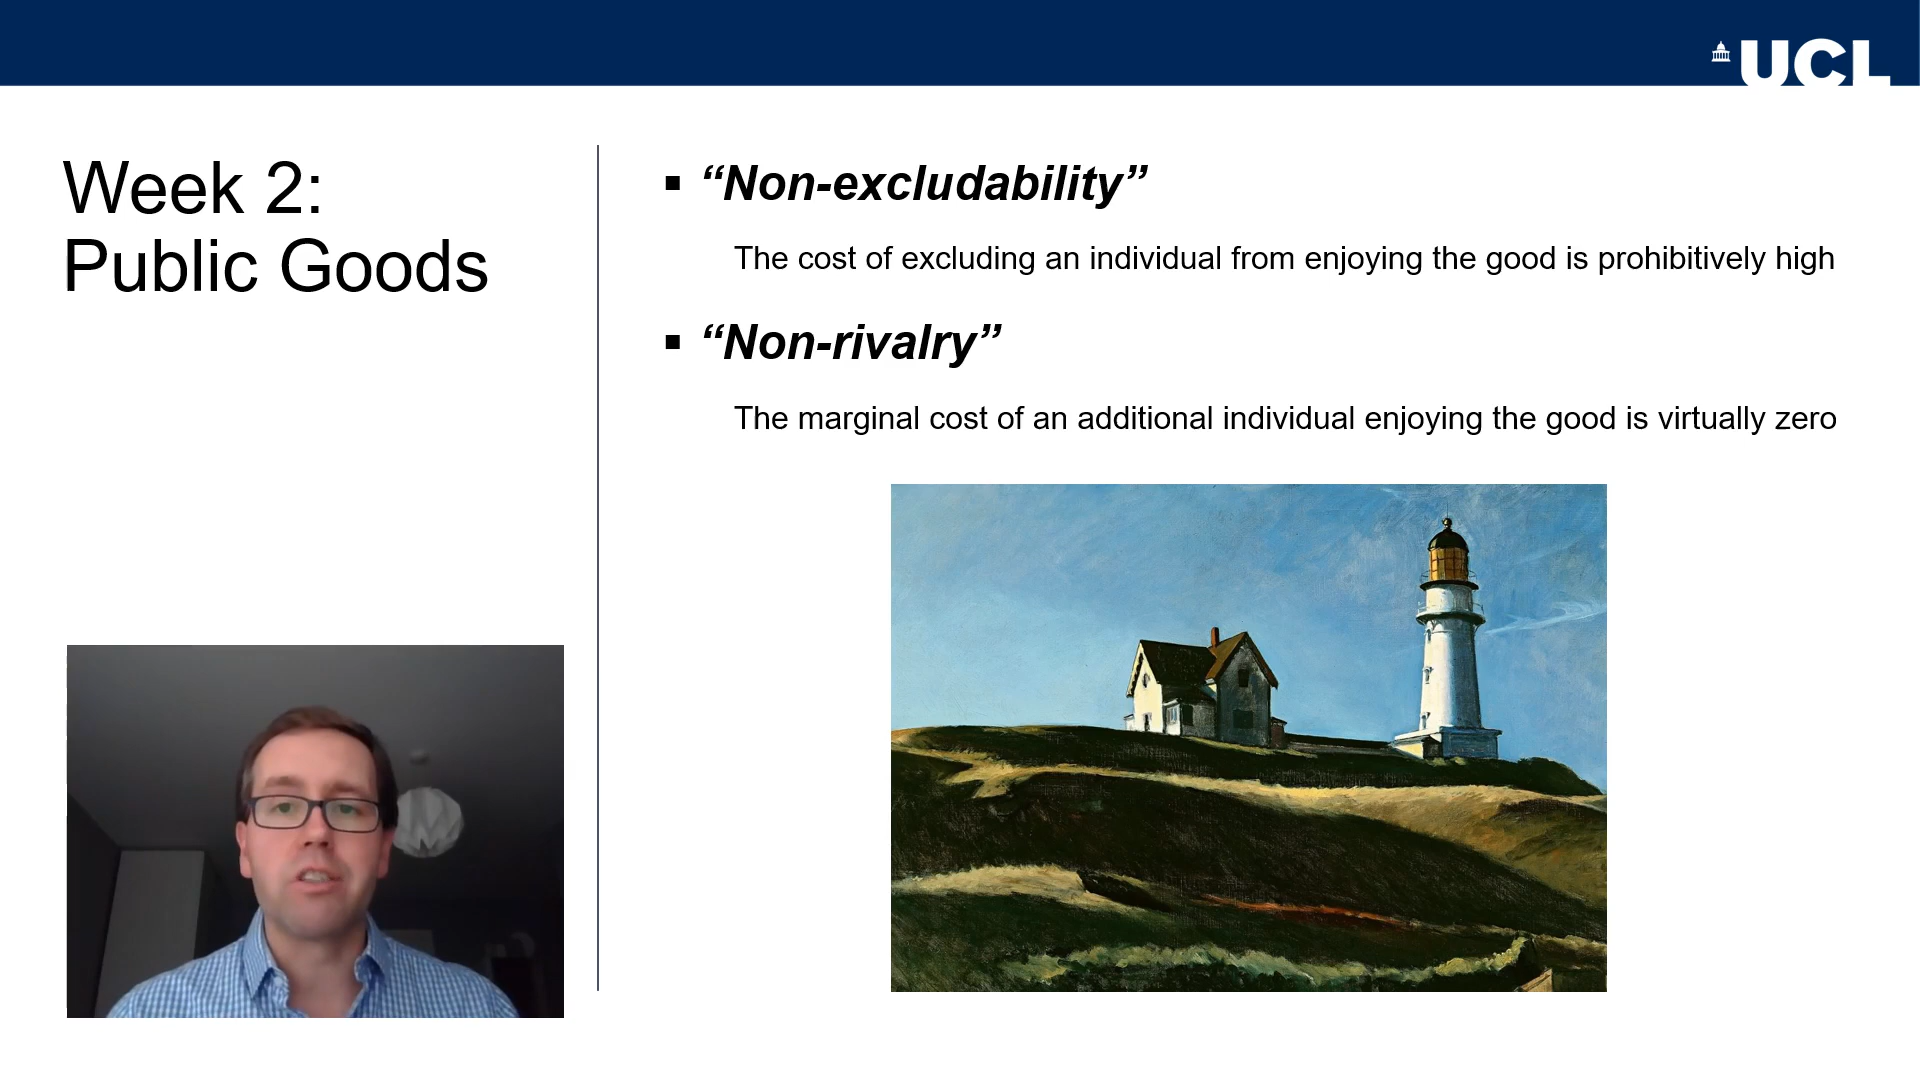 UCL
Week 2:
Public Goods
▪ “Non-excludability”
The cost of excluding an individual from enjoying the good is prohibitively high
▪ “Non-rivalry”
The marginal cost of an additional individual enjoying the good is virtually zero